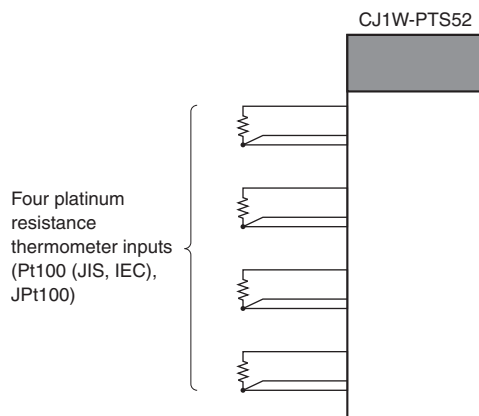 CJ1W-PTS52
Four platinum
resistance
thermometer inputs
(Pt100 (JIS, IEC),
JPt100)